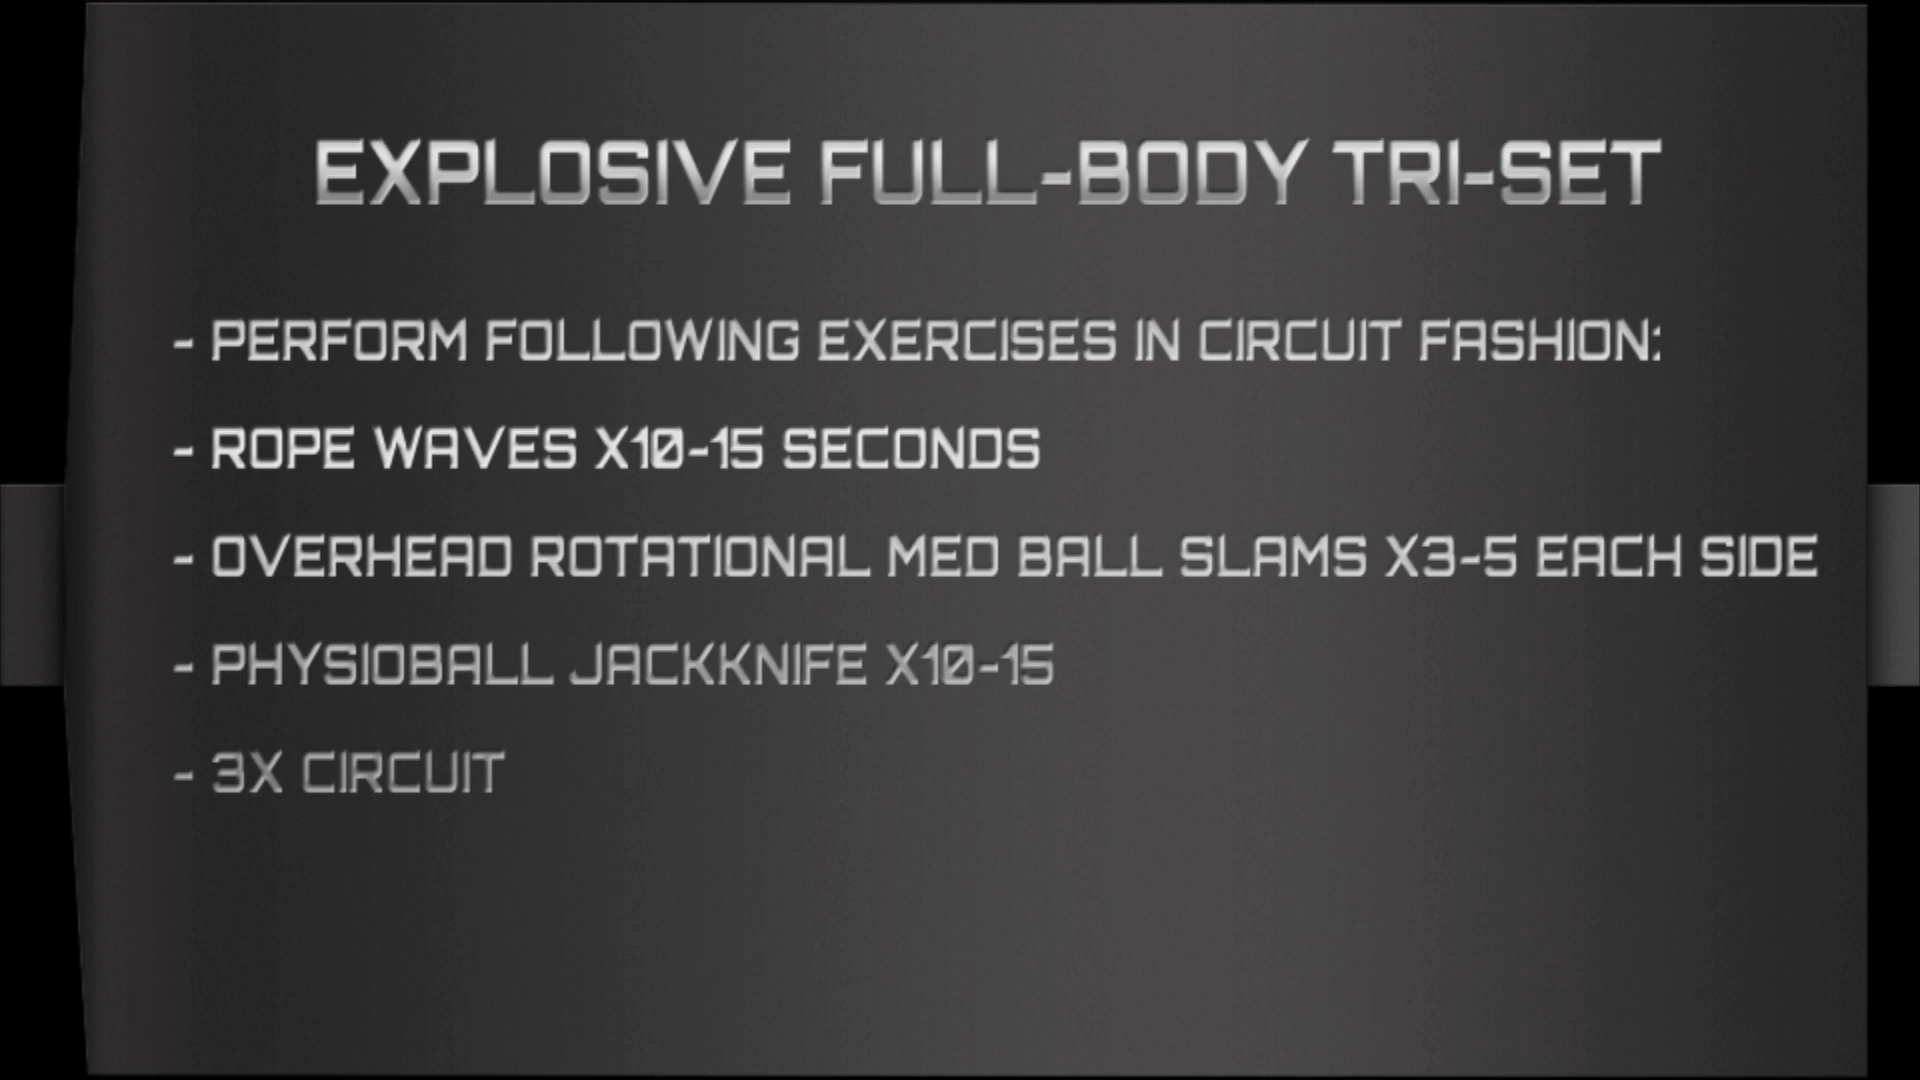 EXPLOSIVE FULL-BODY TRI-SET
- PERFORM FOLLOWING EXERCISES IN CIRCUIT FASHION:
- ROPE WAVES X10-15 SECONDS
- OVERHEAD ROTATIONAL MED BALL SLAMS X3-5 EACH SIDE
- PHYSIOBALL JACKKNIFE X10-15
- 3X CIRCUIT